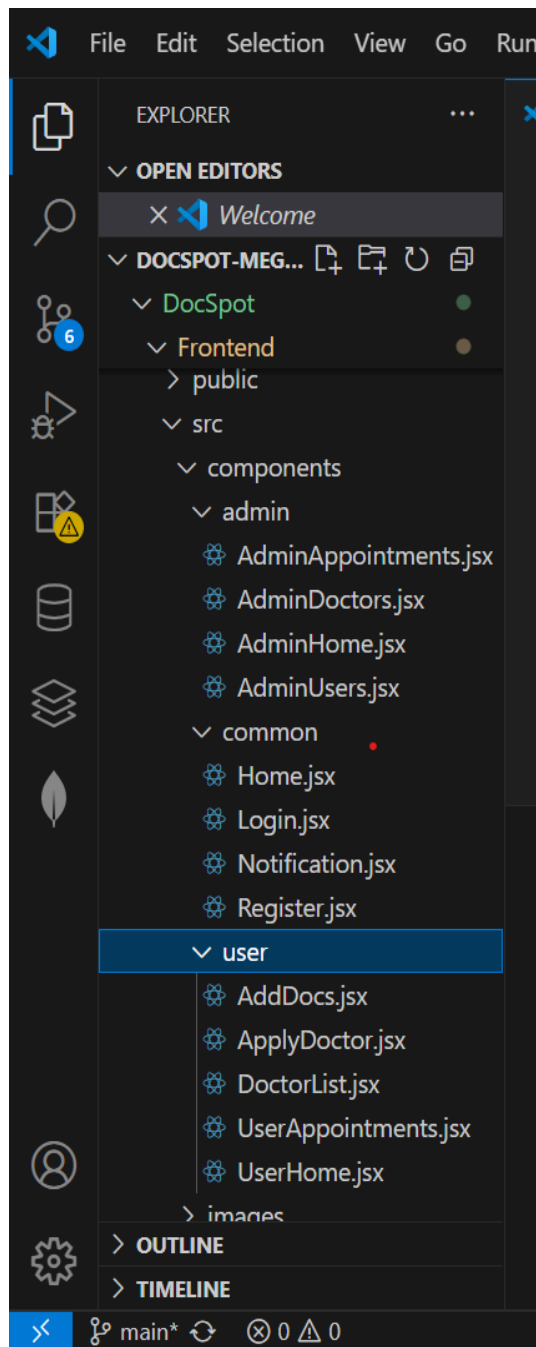 File Edit Selection View Go Run
EXPLORER
OPEN EDITORS
Welcome
DOCSPOT-MEG...
DocSpot
Frontend
public
src
components
admin
AdminAppointments.jsx
AdminDoctors.jsx
AdminHome.jsx
AdminUsers.jsx
common
Home.jsx
Login.jsx
Notification.jsx
Register.jsx
6
user
AddDocs.jsx
ApplyDoctor.jsx
DoctorList.jsx
UserAppointments.jsx
UserHome.jsx
images
OUTLINE
TIMELINE
main* 0 0